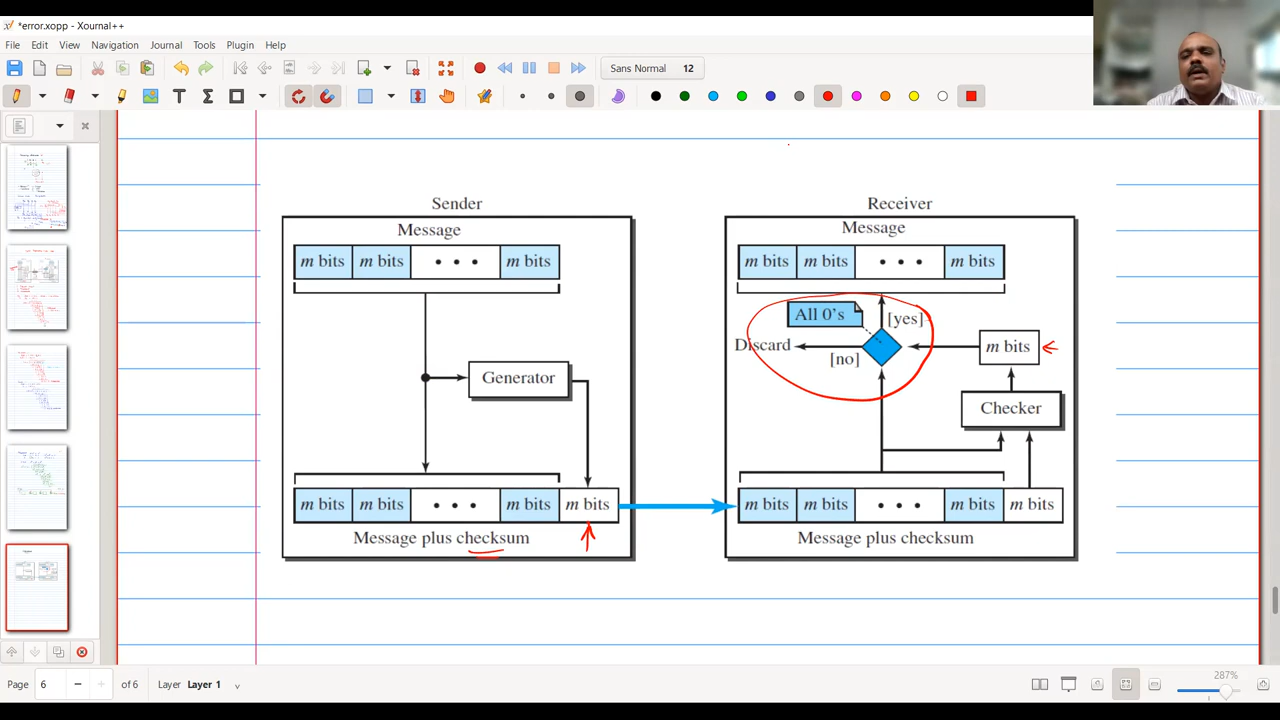 *error.xopp - Xournal++
File Edit View Navigation Journal Tools Plugin Help
Sans Normal 12
Sender
Message
m bits m bits • • • m bits
Generator
m bits m bits • • • m bits m bits
Message plus checksum
Receiver
Message
m bits m bits • • • m bits
All 0's
[yes]
Discard
[no]
m bits
Checker
m bits m bits • • • m bits m bits
Message plus checksum
Page 6 of 6 Layer Layer 1
287%